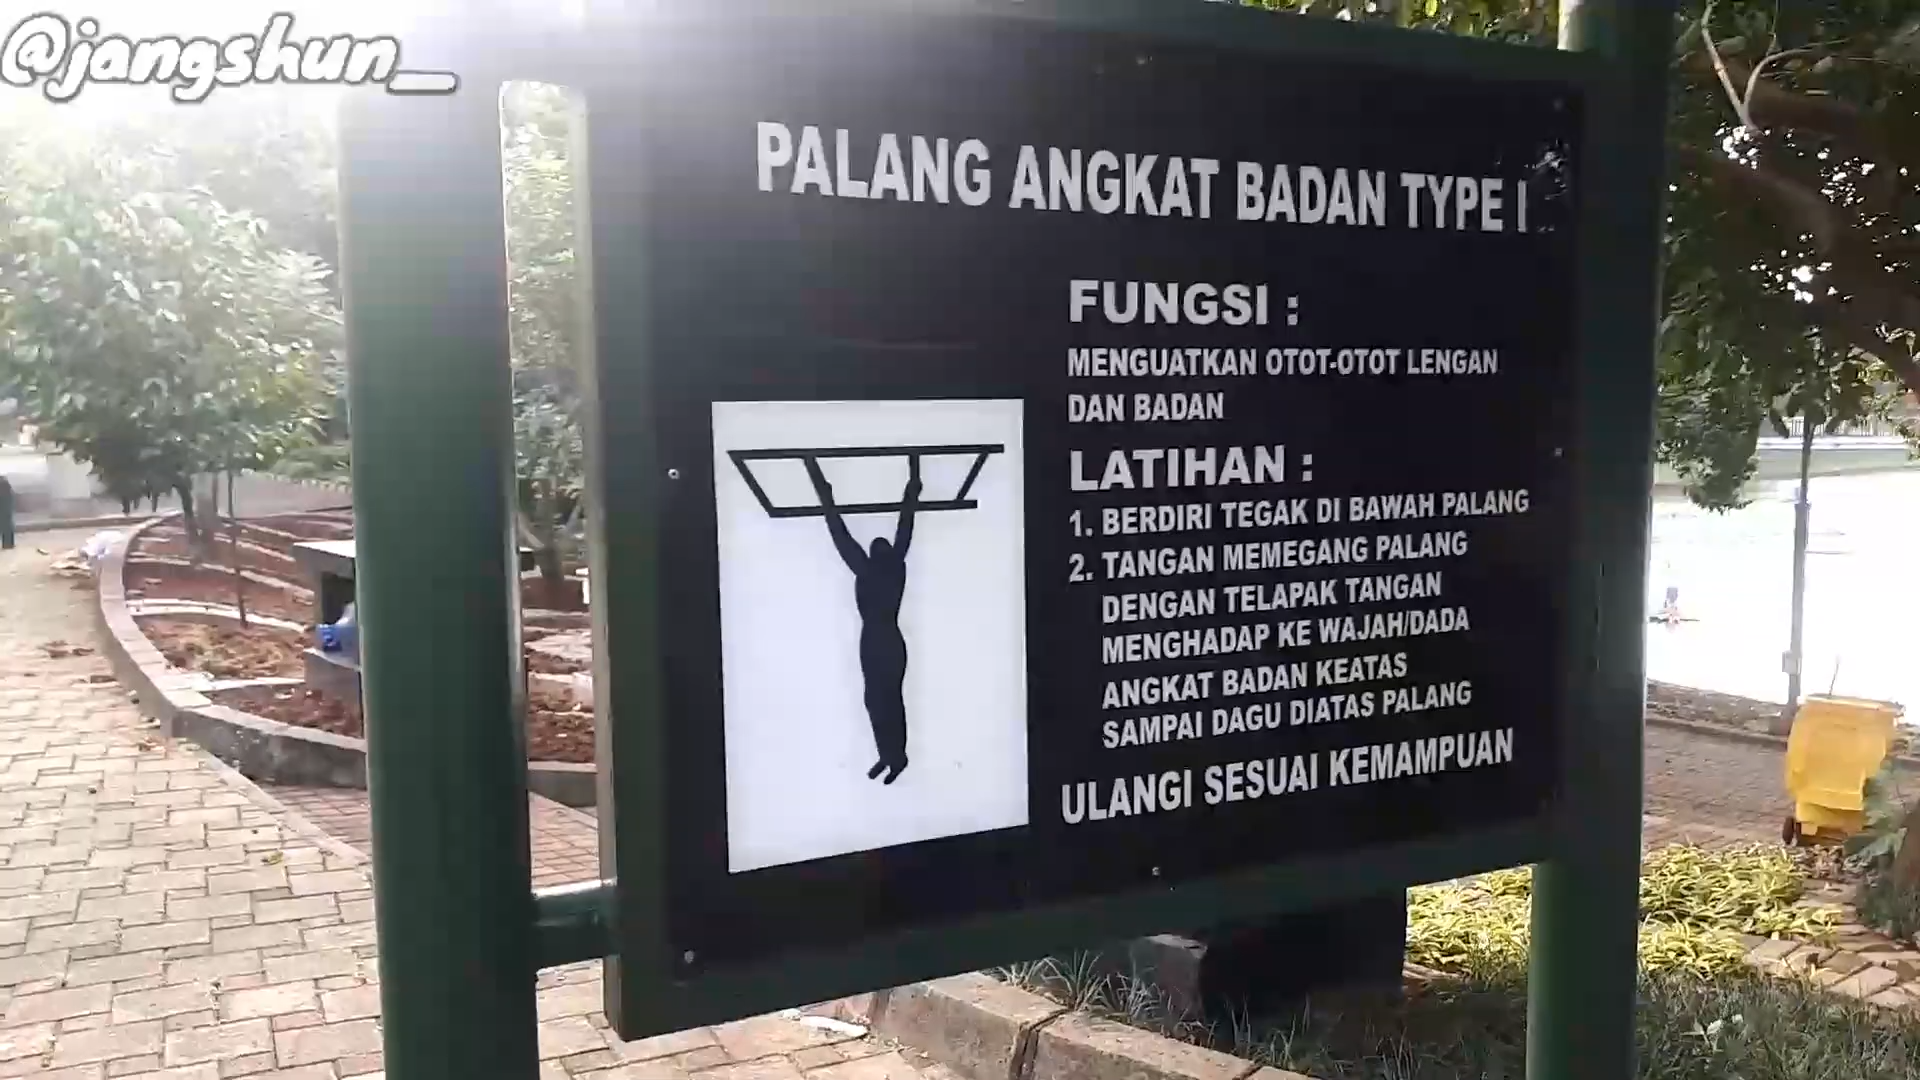 @jangshun_
PALANG ANGKAT BADAN TYPE I
FUNGSI :
MENGUATKAN OTOT-OTOT LENGAN
DAN BADAN
LATIHAN :
1. BERDIRI TEGAK DI BAWAH PALANG
2. TANGAN MEMEGANG PALANG
DENGAN TELAPAK TANGAN
MENGHADAP KE WAJAH/DADA
ANGKAT BADAN KEATAS
SAMPAI DAGU DIATAS PALANG
ULANGI SESUAI KEMAMPUAN